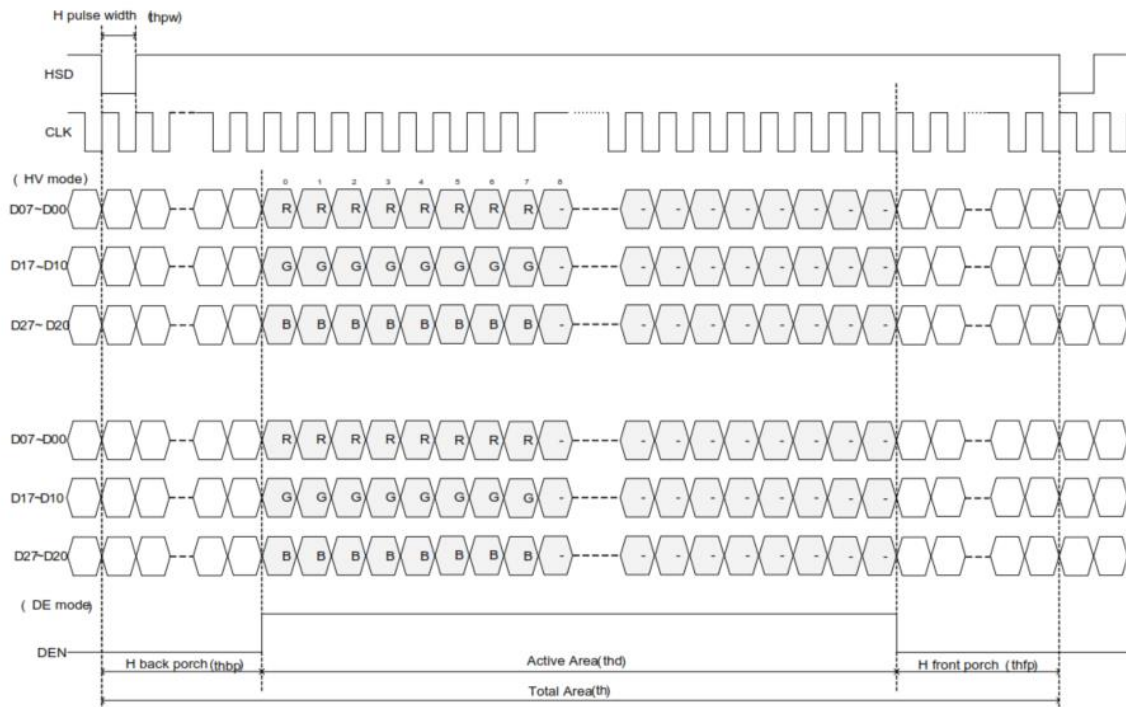 H pulse width (thpw)
HSD
CLK
( HV mode)
0 1 2 3 4 5 6 7 8
D07~D00 R R R R R R R R - - - - - - - - -
D17~D10 G G G G G G G G - - - - - - - - -
D27~D20 B B B B B B B B - - - - - - - - -
D07~D00 R R R R R R R R - - - - - - - - -
D17~D10 G G G G G G G G - - - - - - - - -
D27~D20 B B B B B B B B - - - - - - - - -
( DE mode)
DEN
H back porch (thbp) Active Area(thd) H front porch (thfp)
Total Area(th)